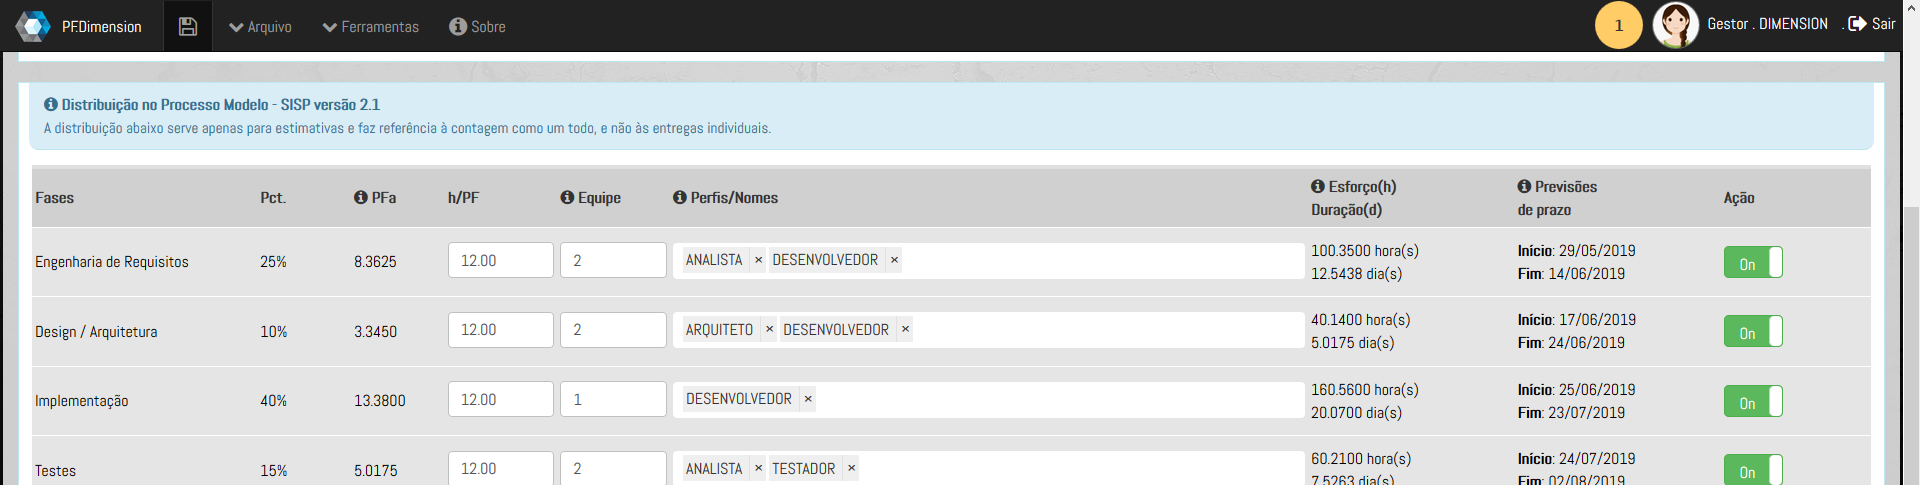 PF.Dimension Arquivo Ferramentas Sobre 1 Gestor . DIMENSION . Sair
Distribuição no Processo Modelo - SISP versão 2.1
A distribuição abaixo serve apenas para estimativas e faz referência à contagem como um todo, e não às entregas individuais.
Fases Pct. PFa h/PF Equipe Perfis/Nomes Esforço(h) Previsões Ação
Duração(d) de prazo
Engenharia de Requisitos 25% 8.3625 12.00 2 ANALISTA × DESENVOLVEDOR × 100.3500 hora(s) Início: 29/05/2019 On
12.5438 dia(s) Fim: 14/06/2019
Design / Arquitetura 10% 3.3450 12.00 2 ARQUITETO × DESENVOLVEDOR × 40.1400 hora(s) Início: 17/06/2019 On
5.0175 dia(s) Fim: 24/06/2019
Implementação 40% 13.3800 12.00 1 DESENVOLVEDOR × 160.5600 hora(s) Início: 25/06/2019 On
20.0700 dia(s) Fim: 23/07/2019
Testes 15% 5.0175 12.00 2 ANALISTA × TESTADOR × 60.2100 hora(s) Início: 24/07/2019 On
7.5263 dia(s) Fim: 02/08/2019